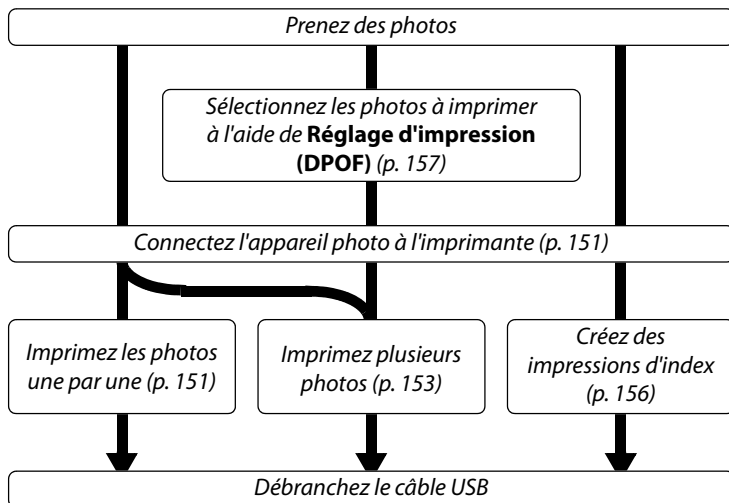 Prenez des photos
Sélectionnez les photos à imprimer
à l'aide de Réglage d'impression
(DPOF) (p. 157)
Connectez l'appareil photo à l'imprimante (p. 151)
Imprimez les photos
une par une (p. 151)
Imprimez plusieurs
photos (p. 153)
Créez des
impressions d'index
(p. 156)
Débranchez le câble USB